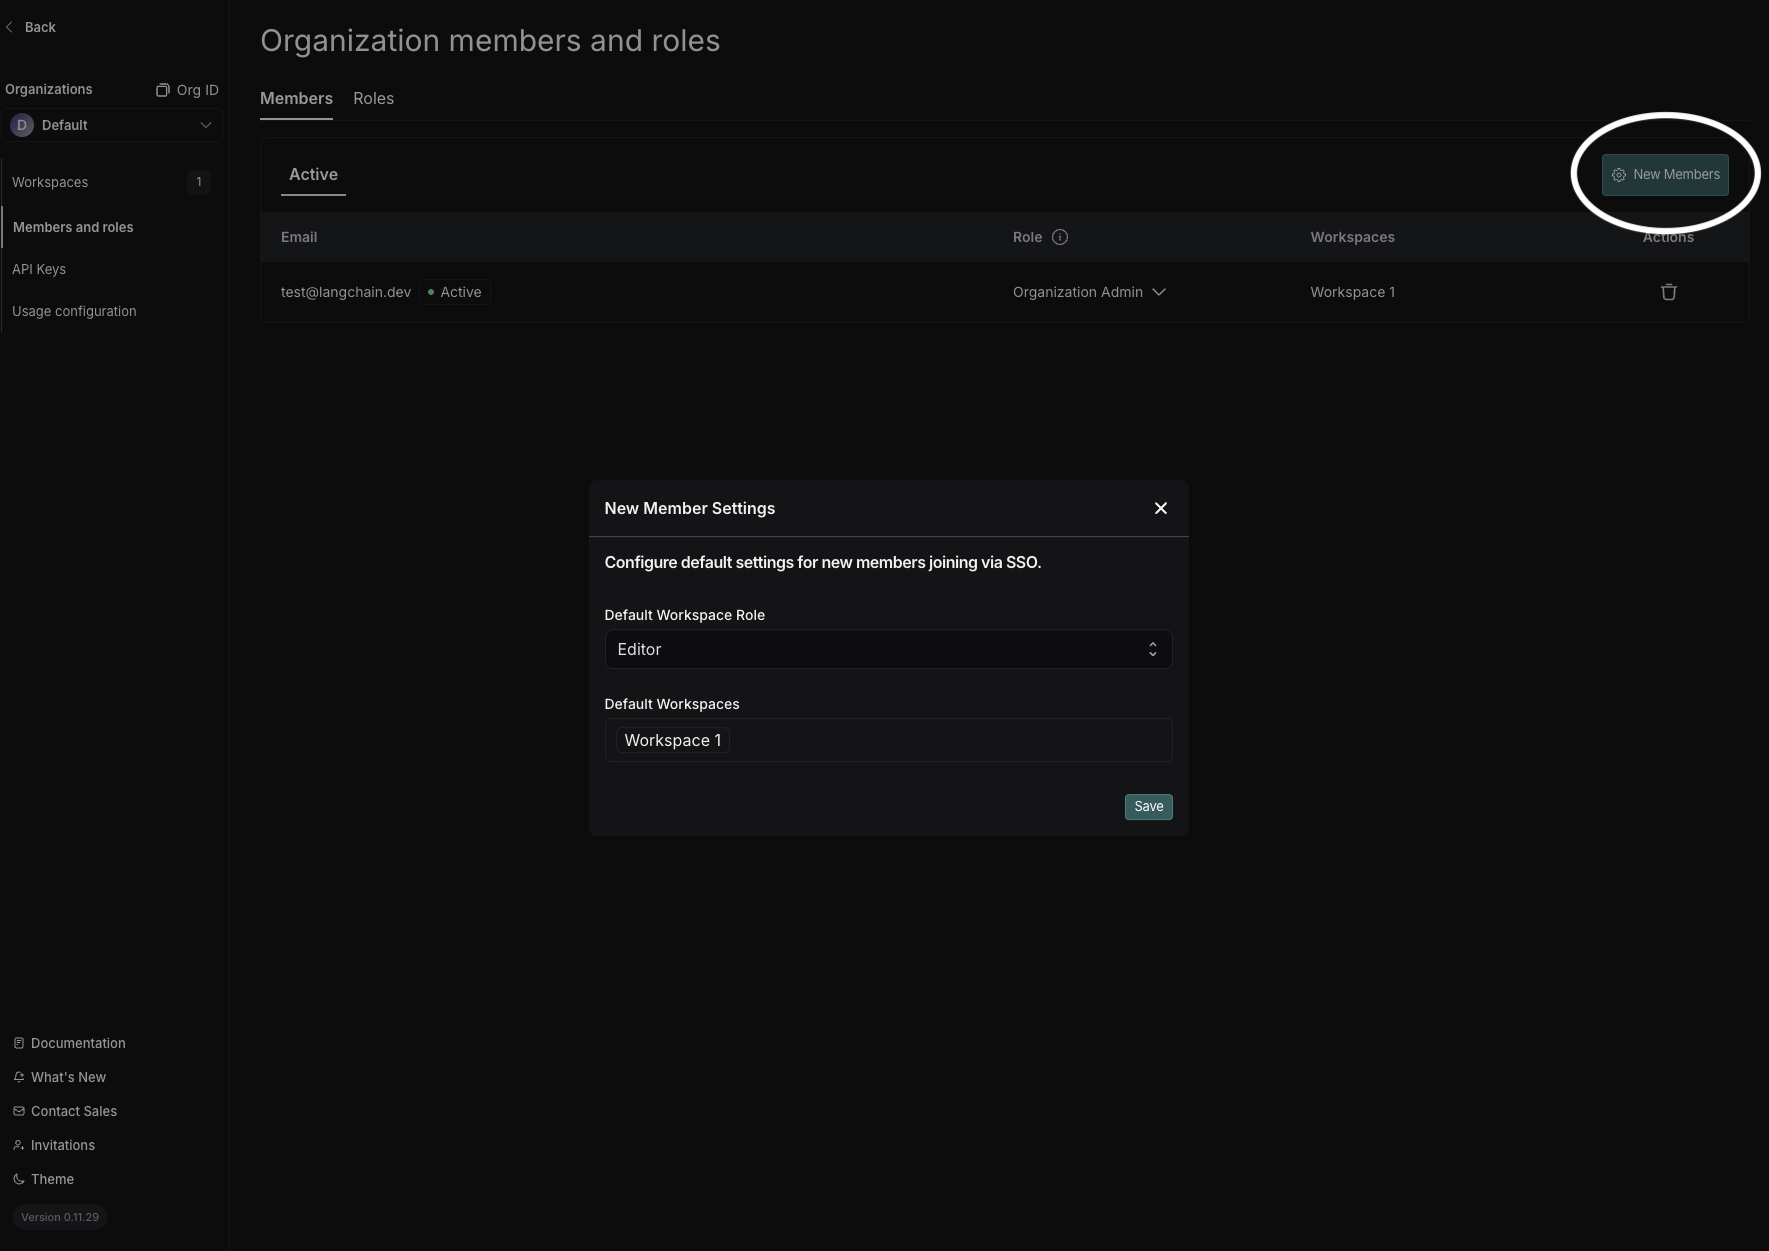 Back
Organizations
Org ID
D
Default
Workspaces
1
Members and roles
API Keys
Usage configuration
Documentation
What's New
Contact Sales
Invitations
Theme
Version 0.11.29
Organization members and roles
Members
Roles
Active
New Members
Email
Role
Workspaces
Actions
test@langchain.dev
Active
Organization Admin
Workspace 1
New Member Settings
Configure default settings for new members joining via SSO.
Default Workspace Role
Editor
Default Workspaces
Workspace 1
Save